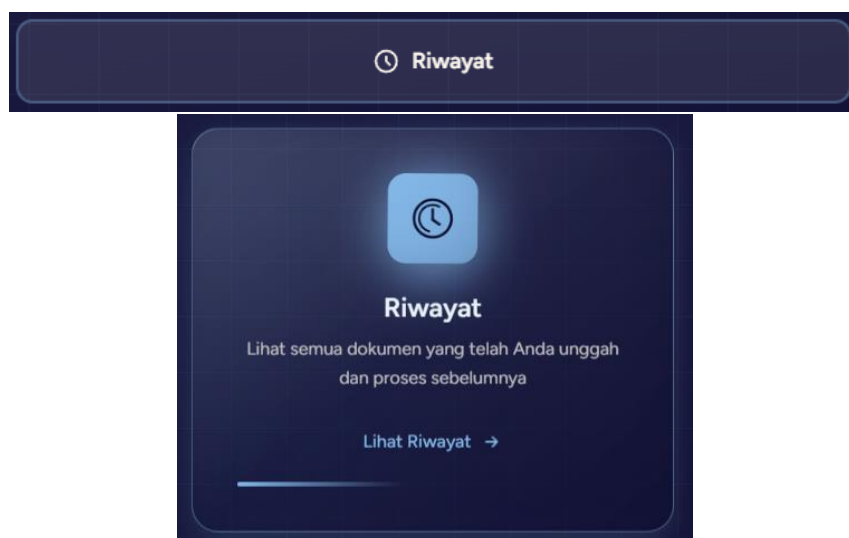 Riwayat
Riwayat
Lihat semua dokumen yang telah Anda unggah
dan proses sebelumnya
Lihat Riwayat →